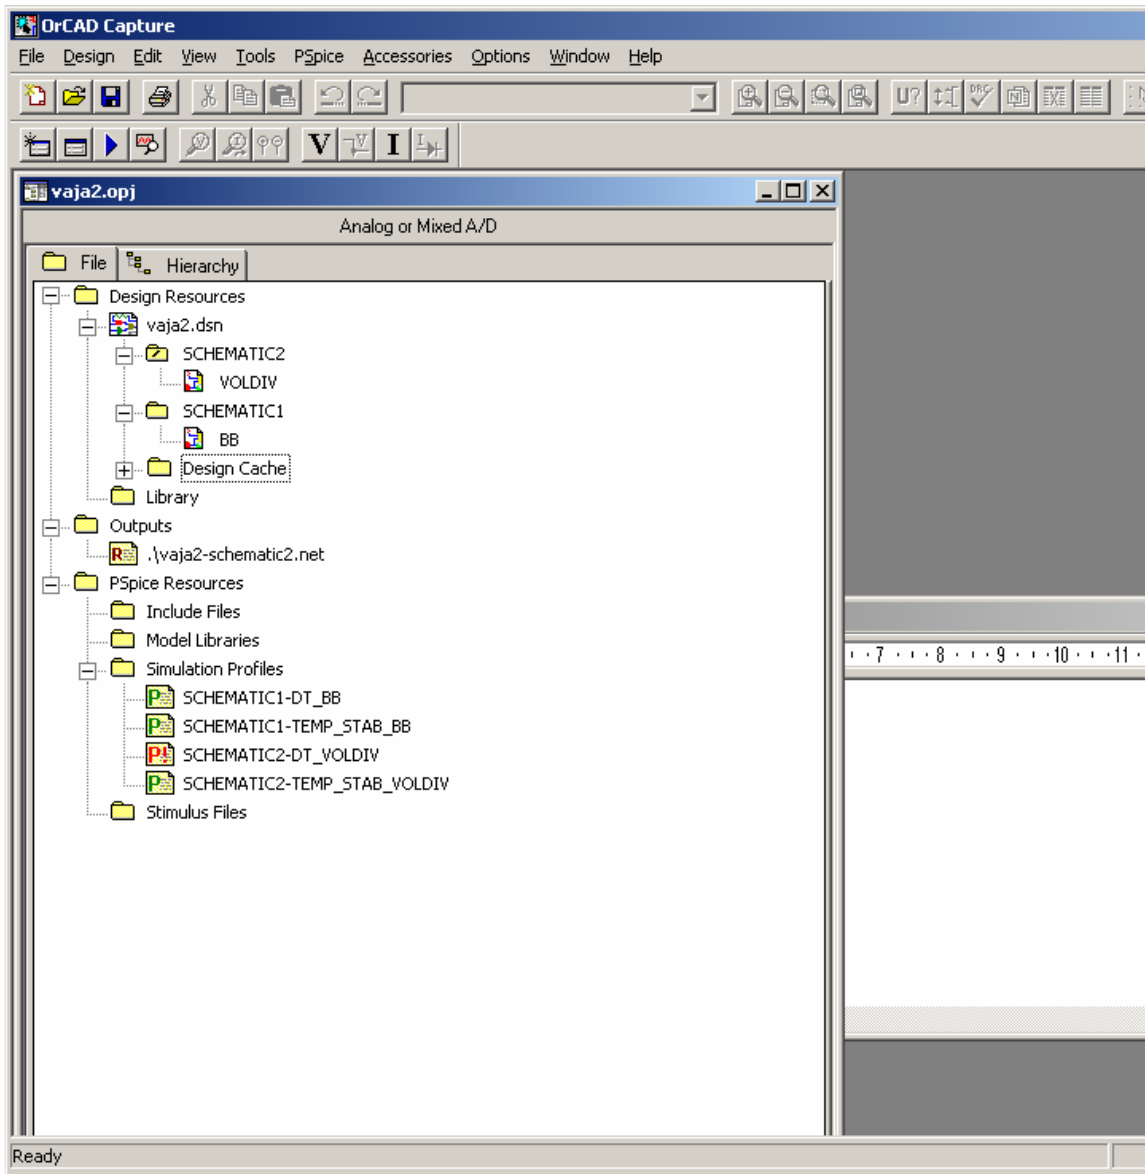 OrCAD Capture
File Design Edit View Tools PSpice Accessories Options Window Help
U? DRC
V V I I
vaja2.opj
Analog or Mixed A/D
File Hierarchy
Design Resources
vaja2.dsn
SCHEMATIC2
VOLDIV
SCHEMATIC1
BB
Design Cache
Library
Outputs
R .\vaja2-schematic2.net
PSpice Resources
Include Files
Model Libraries
Simulation Profiles
P SCHEMATIC1-DT_BB
P SCHEMATIC1-TEMP_STAB_BB
P! SCHEMATIC2-DT_VOLDIV
P SCHEMATIC2-TEMP_STAB_VOLDIV
Stimulus Files
7 8 9 10 11
Ready